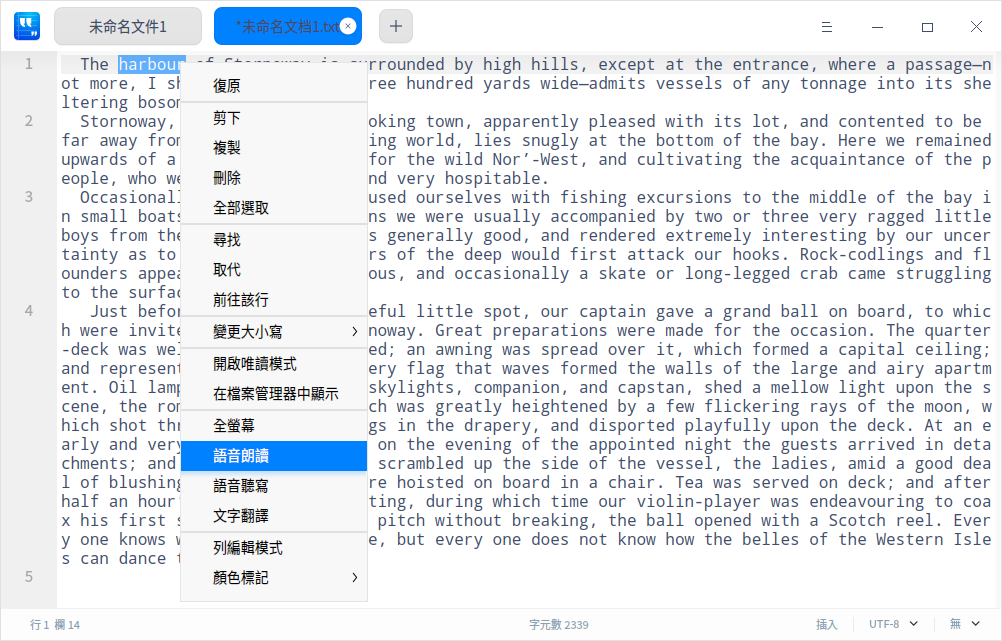 未命名文件1
*未命名文档1.txt
1 The harbour of Stornoway is surrounded by high hills, except at the entrance, where a passage—n
ot more, I sh ree hundred yards wide—admits vessels of any tonnage into its she
ltering boson
2 Stornoway, oking town, apparently pleased with its lot, and contented to be
far away from ing world, lies snugly at the bottom of the bay. Here we remained
upwards of a for the wild Nor’-West, and cultivating the acquaintance of the p
eople, who we nd very hospitable.
3 Occasionall used ourselves with fishing excursions to the middle of the bay i
n small boats ns we were usually accompanied by two or three very ragged little
boys from the s generally good, and rendered extremely interesting by our uncer
tainty as to rs of the deep would first attack our hooks. Rock-codlings and fl
ounders appea ous, and occasionally a skate or long-legged crab came struggling
to the surfac
4 Just befor eful little spot, our captain gave a grand ball on board, to whic
h were invite noway. Great preparations were made for the occasion. The quarter
-deck was wel ed; an awning was spread over it, which formed a capital ceiling;
and represent ery flag that waves formed the walls of the large and airy apartm
ent. Oil lamp skylights, companion, and capstan, shed a mellow light upon the s
cene, the rom ch was greatly heightened by a few flickering rays of the moon, w
hich shot thr gs in the drapery, and disported playfully upon the deck. At an e
arly and very on the evening of the appointed night the guests arrived in deta
chments; and scrambled up the side of the vessel, the ladies, amid a good dea
l of blushing re hoisted on board in a chair. Tea was served on deck; and after
half an hour ting, during which time our violin-player was endeavouring to coa
x his first s pitch without breaking, the ball opened with a Scotch reel. Ever
y one knows w e, but every one does not know how the belles of the Western Isle
s can dance t
5
復原
剪下
複製
刪除
全部選取
尋找
取代
前往該行
變更大小寫
開啟唯讀模式
在檔案管理器中顯示
全螢幕
語音朗讀
語音聽寫
文字翻譯
列編輯模式
顏色標記
行 1 欄 14
字元數 2339
插入
UTF-8
無